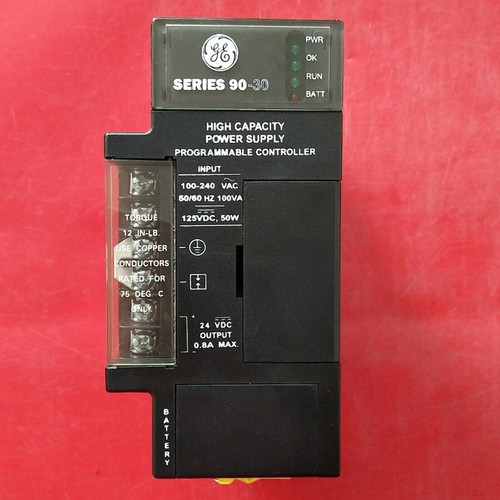 GE
PWR
OK
RUN
BATT
SERIES 90-30
HIGH CAPACITY
POWER SUPPLY
PROGRAMMABLE CONTROLLER
INPUT
100-240 VAC
50/60 HZ 100VA
125VDC, 50W
TORQUE
12 IN-LB.
USE COPPER
CONDUCTORS
RATED FOR
75 DEG C
ONLY.
+
24 VDC
OUTPUT
0.8A MAX.
-
BATTERY